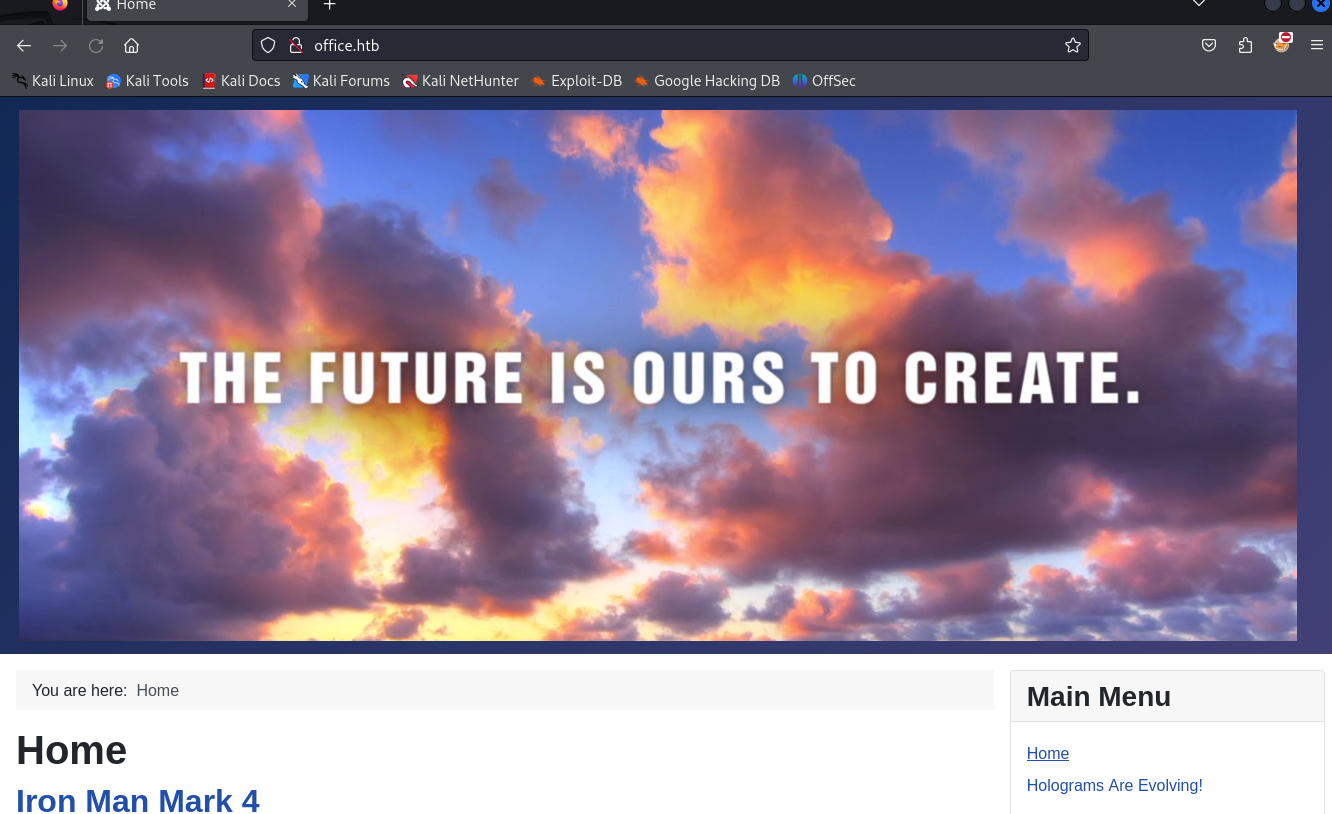 Home
office.htb
Kali Linux Kali Tools Kali Docs Kali Forums Kali NetHunter Exploit-DB Google Hacking DB OffSec
THE FUTURE IS OURS TO CREATE.
You are here: Home
Home
Iron Man Mark 4
Main Menu
Home
Holograms Are Evolving!